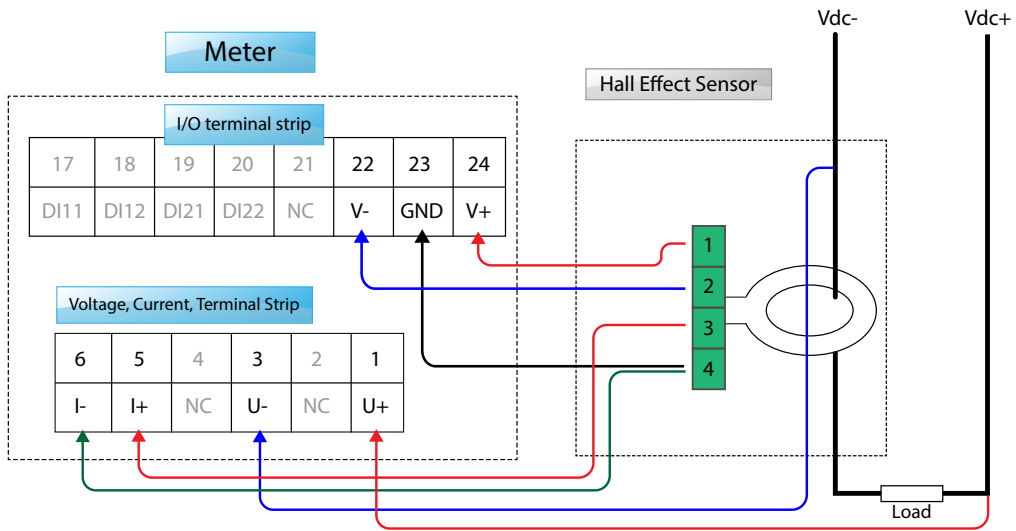 Vdc- Vdc+
Meter
Hall Effect Sensor
I/O terminal strip
17 18 19 20 21 22 23 24
DI11 DI12 DI21 DI22 NC V- GND V+
1
2
3
4
Voltage, Current, Terminal Strip
6 5 4 3 2 1
I- I+ NC U- NC U+
Load